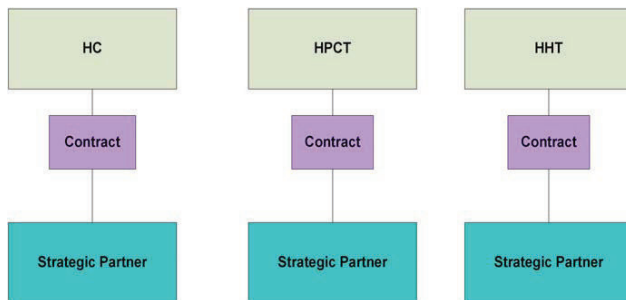 HC
HPCT
HHT
Contract
Contract
Contract
Strategic Partner
Strategic Partner
Strategic Partner